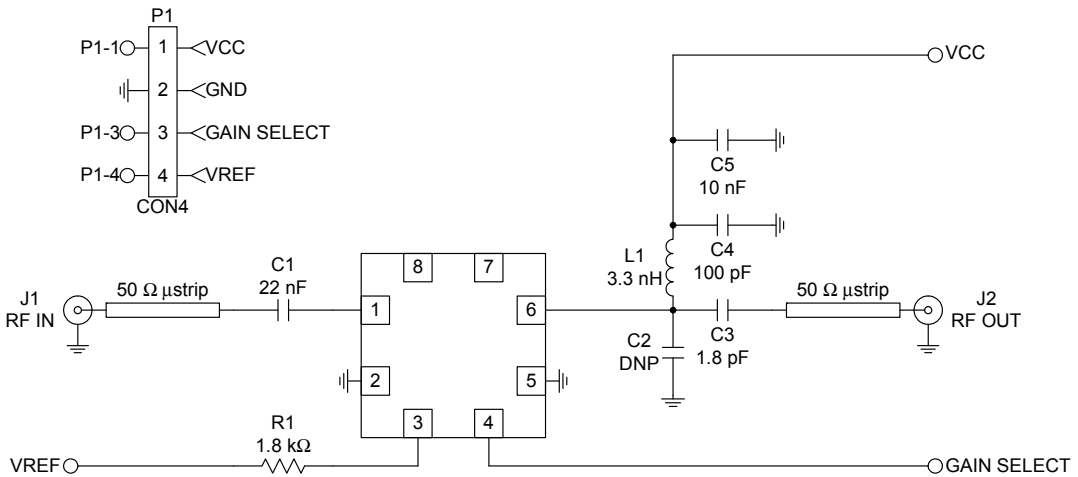 P1
P1-1 1 VCC
2 GND
P1-3 3 GAIN SELECT
P1-4 4 VREF
CON4
VCC
C5
10 nF
C4
100 pF
L1
3.3 nH
J1
RF IN
50 Ω µstrip
C1
22 nF
8 7
1 6
2 5
3 4
C2
DNP
C3
1.8 pF
50 Ω µstrip
J2
RF OUT
R1
1.8 kΩ
VREF
GAIN SELECT